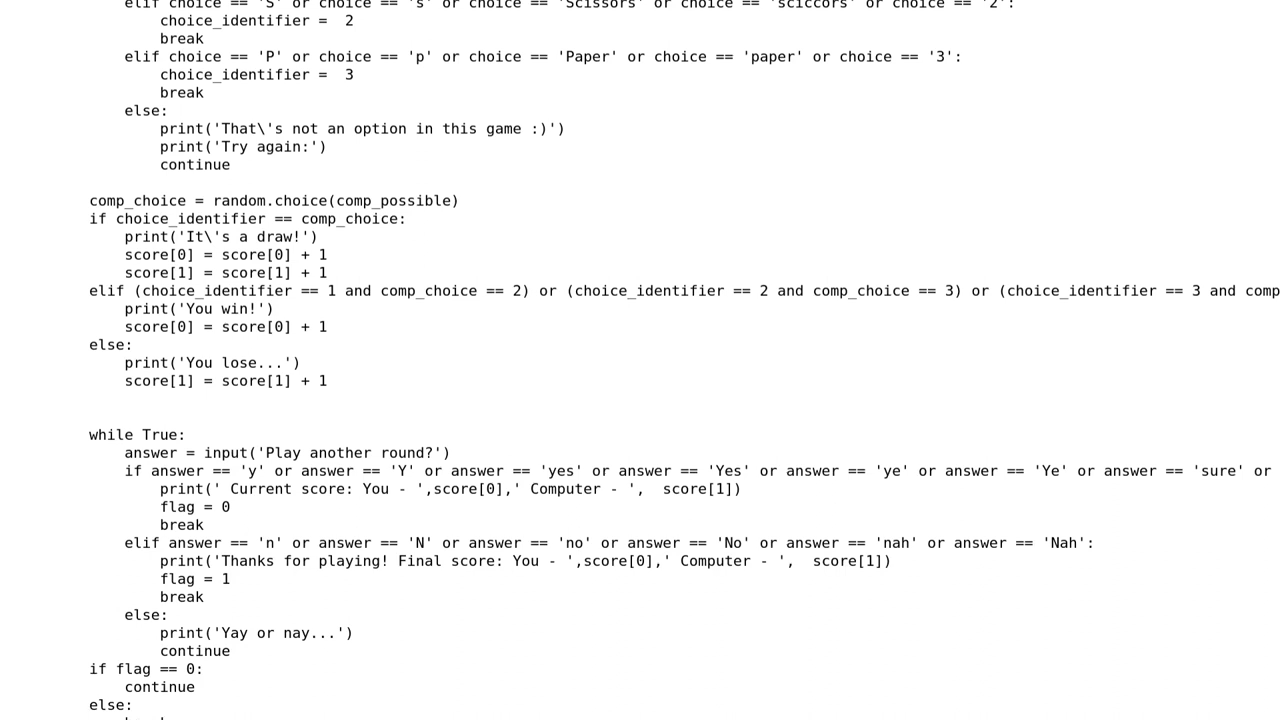 elif choice == 'S' or choice == 's' or choice == 'Scissors' or choice == 'sciccors' or choice == '2':
choice_identifier =  2
break
elif choice == 'P' or choice == 'p' or choice == 'Paper' or choice == 'paper' or choice == '3':
choice_identifier =  3
break
else:
print('That\'s not an option in this game :)')
print('Try again:')
continue
comp_choice = random.choice(comp_possible)
if choice_identifier == comp_choice:
print('It\'s a draw!')
score[0] = score[0] + 1
score[1] = score[1] + 1
elif (choice_identifier == 1 and comp_choice == 2) or (choice_identifier == 2 and comp_choice == 3) or (choice_identifier == 3 and comp
print('You win!')
score[0] = score[0] + 1
else:
print('You lose...')
score[1] = score[1] + 1
while True:
answer = input('Play another round?')
if answer == 'y' or answer == 'Y' or answer == 'yes' or answer == 'Yes' or answer == 'ye' or answer == 'Ye' or answer == 'sure' or
print(' Current score: You - ',score[0],' Computer - ',  score[1])
flag = 0
break
elif answer == 'n' or answer == 'N' or answer == 'no' or answer == 'No' or answer == 'nah' or answer == 'Nah':
print('Thanks for playing! Final score: You - ',score[0],' Computer - ',  score[1])
flag = 1
break
else:
print('Yay or nay...')
continue
if flag == 0:
continue
else: